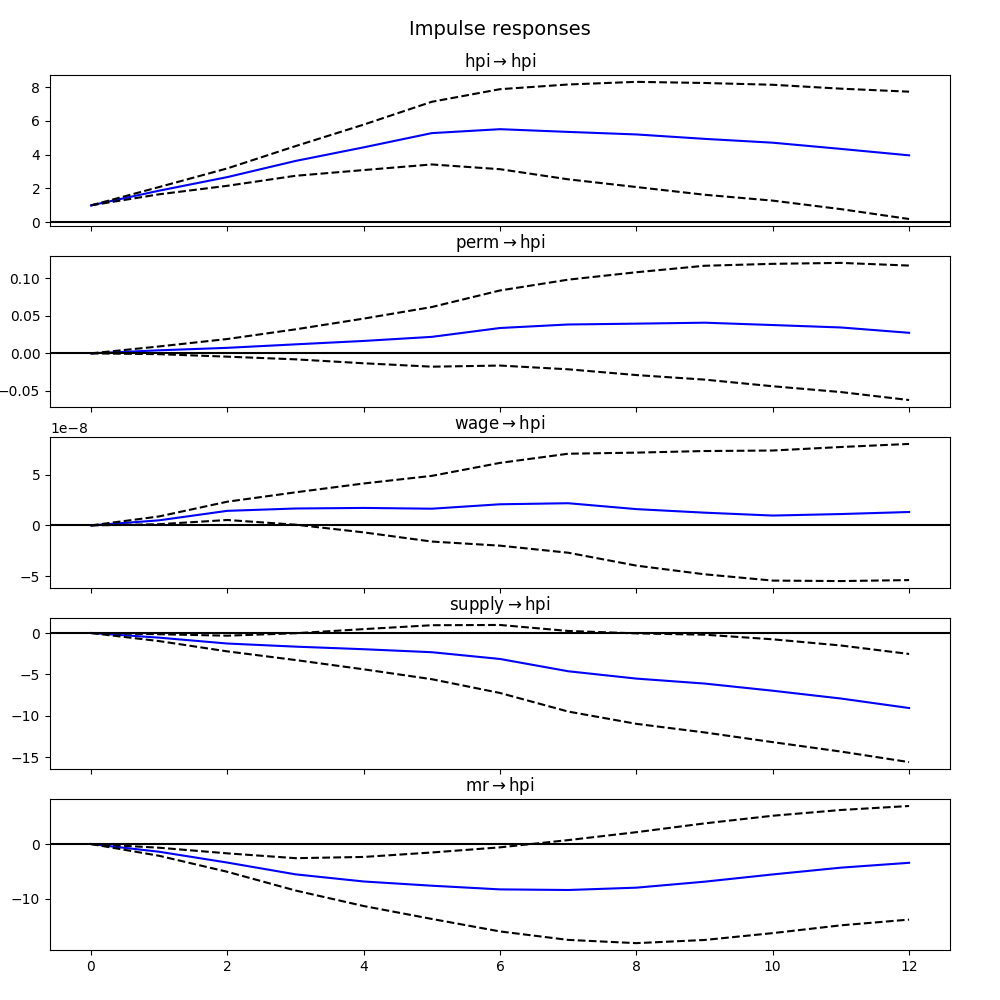 Impulse responses
hpi → hpi
8
6
4
2
0
perm → hpi
0.10
0.05
0.00
−0.05
wage → hpi
1e−8
5
0
−5
supply → hpi
0
−5
−10
−15
mr → hpi
0
−10
0 2 4 6 8 10 12